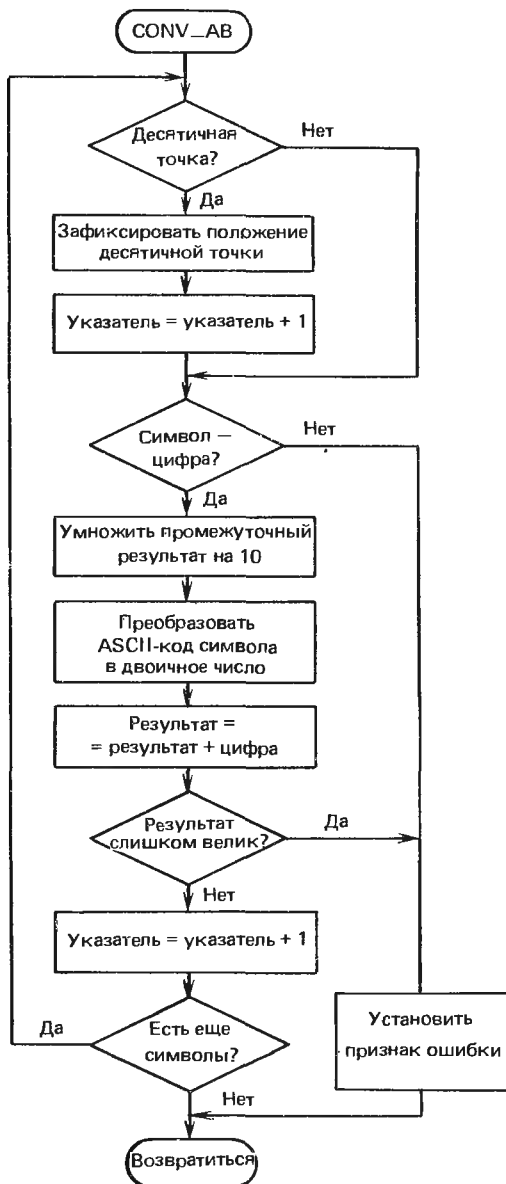 CONV_AB
Десятичная
точка?
Нет
Да
Зафиксировать положение
десятичной точки
Указатель = указатель + 1
Символ —
цифра?
Нет
Да
Умножить промежуточный
результат на 10
Преобразовать
ASCII-код символа
в двоичное число
Результат =
= результат + цифра
Результат
слишком велик?
Да
Нет
Указатель = указатель + 1
Есть еще
символы?
Да
Нет
Установить
признак ошибки
Возвратиться